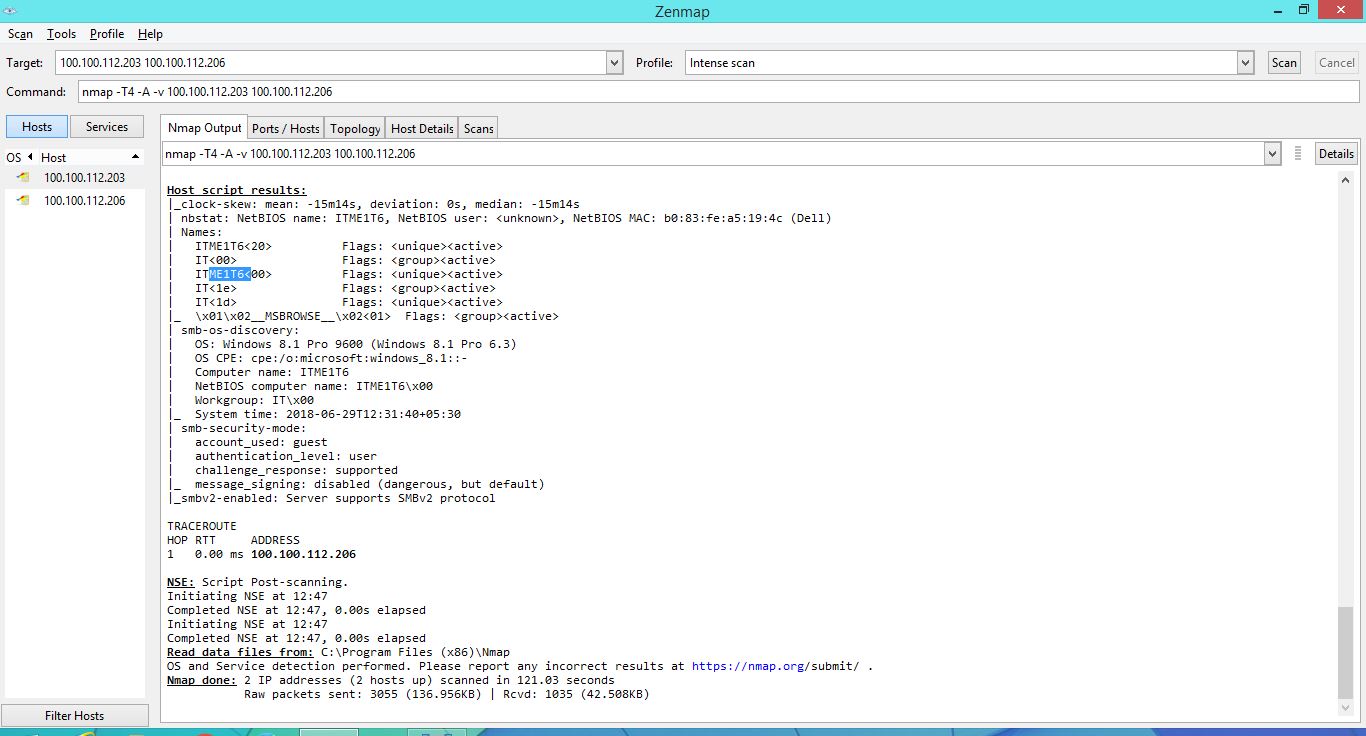 Zenmap
Scan Tools Profile Help
Target: 100.100.112.203 100.100.112.206 Profile: Intense scan Scan Cancel
Command: nmap -T4 -A -v 100.100.112.203 100.100.112.206
Hosts Services Nmap Output Ports / Hosts Topology Host Details Scans
OS Host
100.100.112.203
100.100.112.206
nmap -T4 -A -v 100.100.112.203 100.100.112.206 Details
Host script results:
|_clock-skew: mean: -15m14s, deviation: 0s, median: -15m14s
| nbstat: NetBIOS name: ITME1T6, NetBIOS user: <unknown>, NetBIOS MAC: b0:83:fe:a5:19:4c (Dell)
| Names:
|   ITME1T6<20>          Flags: <unique><active>
|   IT<00>               Flags: <group><active>
|   ITME1T6<00>          Flags: <unique><active>
|   IT<1e>               Flags: <group><active>
|   IT<1d>               Flags: <unique><active>
|_  \x01\x02__MSBROWSE__\x02<01>  Flags: <group><active>
| smb-os-discovery:
|   OS: Windows 8.1 Pro 9600 (Windows 8.1 Pro 6.3)
|   OS CPE: cpe:/o:microsoft:windows_8.1::-
|   Computer name: ITME1T6
|   NetBIOS computer name: ITME1T6\x00
|   Workgroup: IT\x00
|_  System time: 2018-06-29T12:31:40+05:30
| smb-security-mode:
|   account_used: guest
|   authentication_level: user
|   challenge_response: supported
|_  message_signing: disabled (dangerous, but default)
|_smbv2-enabled: Server supports SMBv2 protocol
TRACEROUTE
HOP RTT     ADDRESS
1   0.00 ms 100.100.112.206
NSE: Script Post-scanning.
Initiating NSE at 12:47
Completed NSE at 12:47, 0.00s elapsed
Initiating NSE at 12:47
Completed NSE at 12:47, 0.00s elapsed
Read data files from: C:\Program Files (x86)\Nmap
OS and Service detection performed. Please report any incorrect results at https://nmap.org/submit/ .
Nmap done: 2 IP addresses (2 hosts up) scanned in 121.03 seconds
Raw packets sent: 3055 (136.956KB) | Rcvd: 1035 (42.508KB)
Filter Hosts